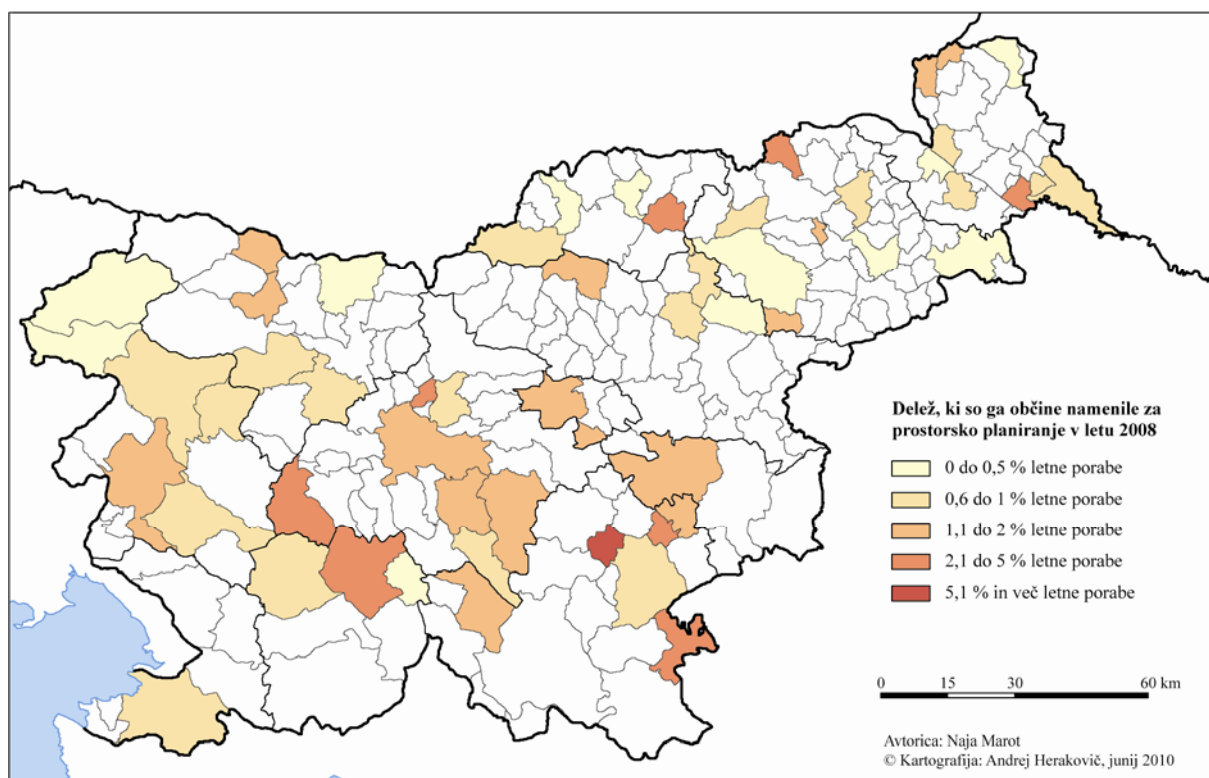 Delež, ki so ga občine namenile za
prostorsko planiranje v letu 2008
0 do 0,5 % letne porabe
0,6 do 1 % letne porabe
1,1 do 2 % letne porabe
2,1 do 5 % letne porabe
5,1 % in več letne porabe
0 15 30 60 km
Avtorica: Naja Marot
© Kartografija: Andrej Herakovič, junij 2010